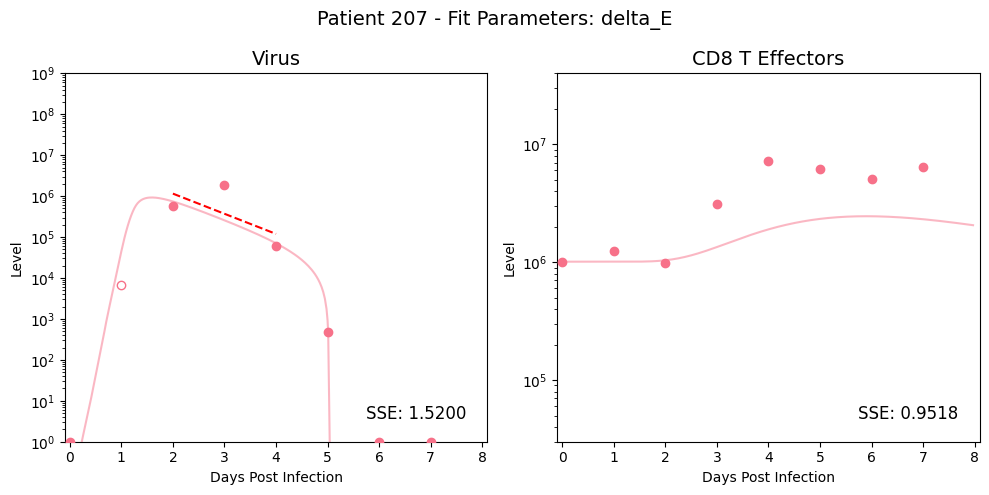 Patient 207 - Fit Parameters: delta_E
Virus
CD8 T Effectors
Level
10^9
10^8
10^7
10^6
10^5
10^4
10^3
10^2
10^1
10^0
SSE: 1.5200
0 1 2 3 4 5 6 7 8
Days Post Infection
Level
10^7
10^6
10^5
SSE: 0.9518
0 1 2 3 4 5 6 7 8
Days Post Infection